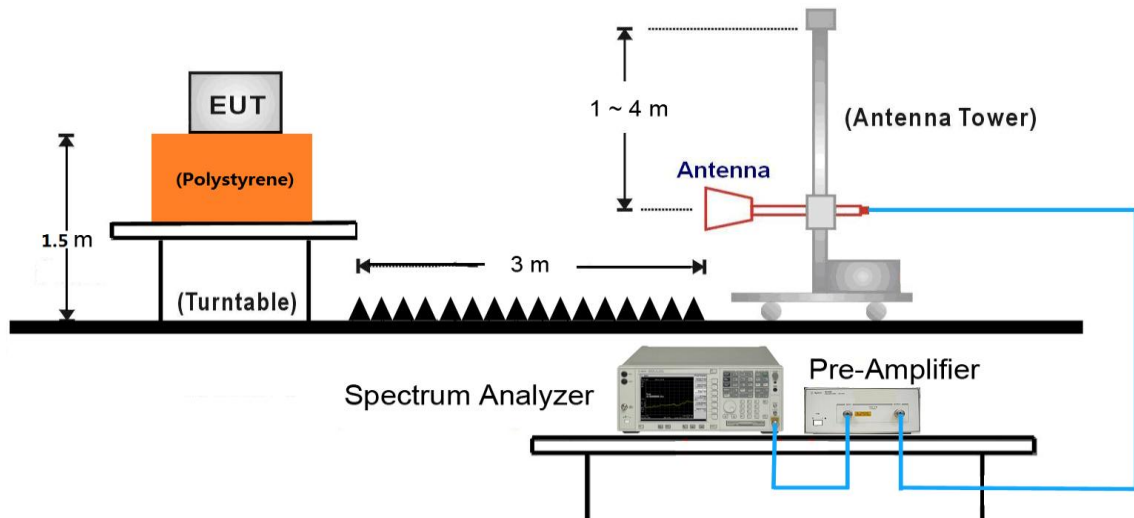 EUT
(Polystyrene)
1.5 m
(Turntable)
3 m
1 ~ 4 m
Antenna
(Antenna Tower)
Spectrum Analyzer
Pre-Amplifier